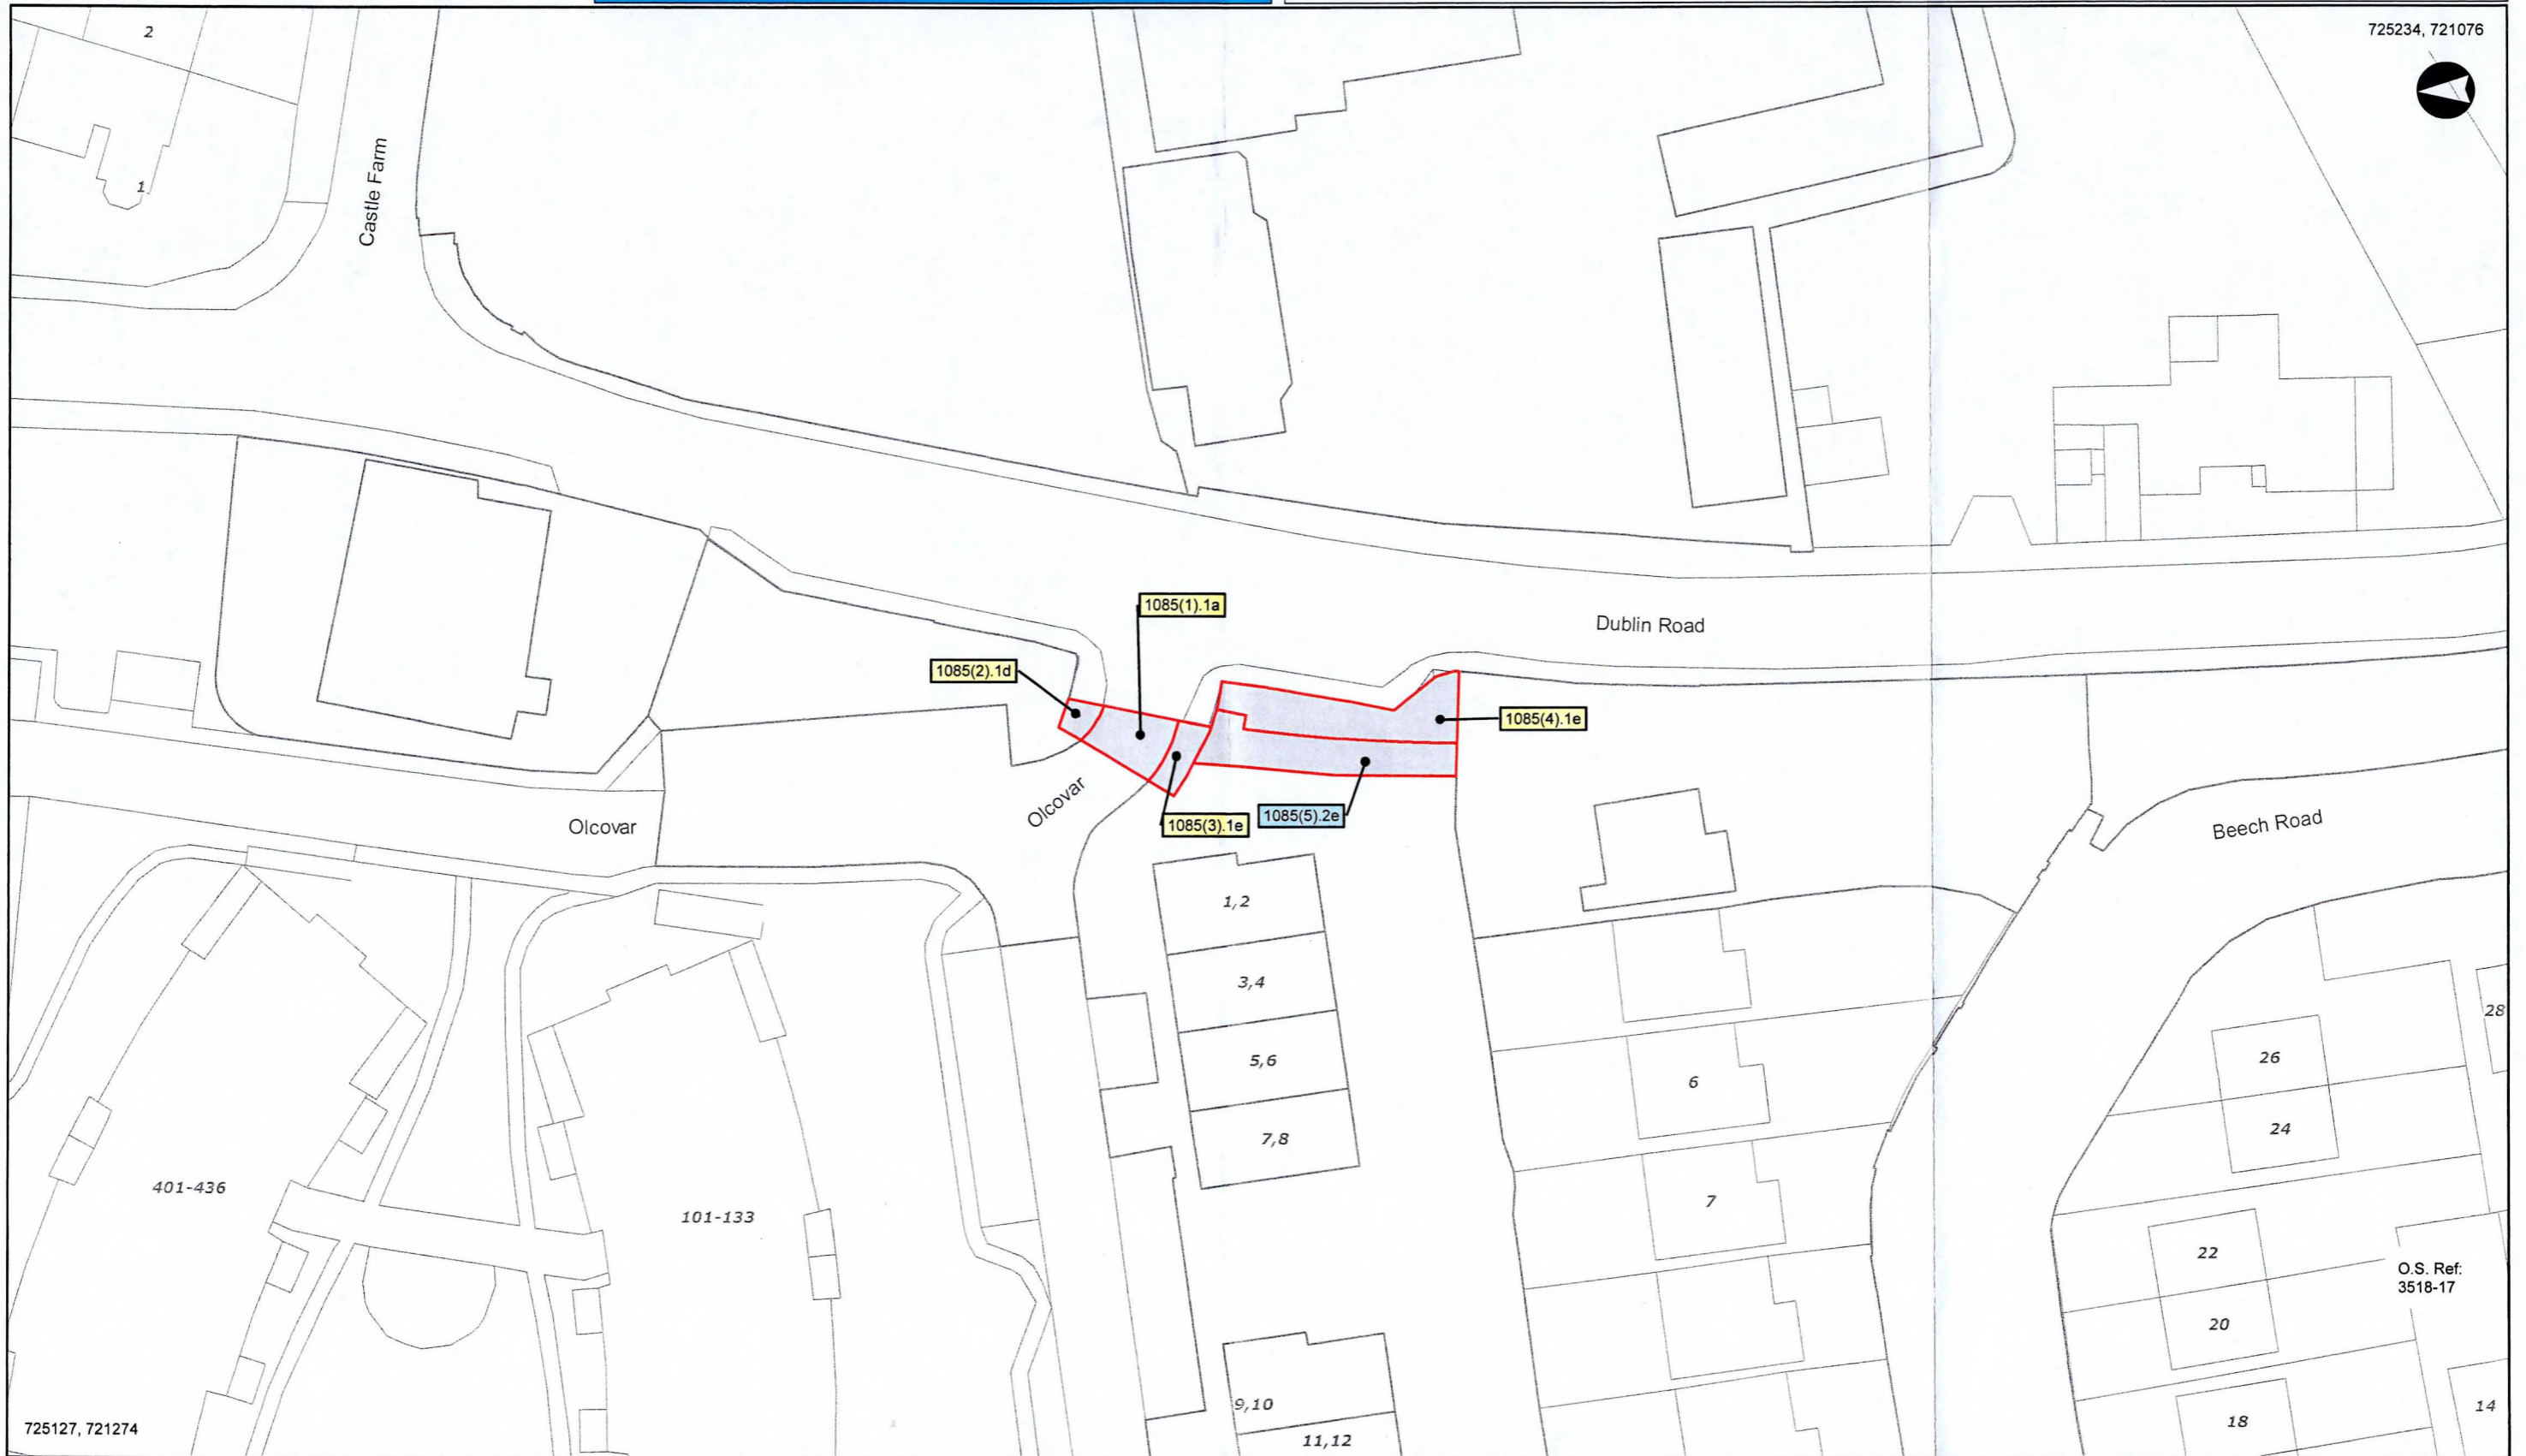 725234, 721076
2
1
Castle Farm
1085(1).1a
Dublin Road
1085(2).1d
1085(4).1e
Olcovar
1085(3).1e
1085(5).2e
Olcovar
Beech Road
1,2
3,4
5,6
7,8
9,10
11,12
401-436
101-133
6
7
28
26
24
22
20
18
14
O.S. Ref:
3518-17
725127, 721274